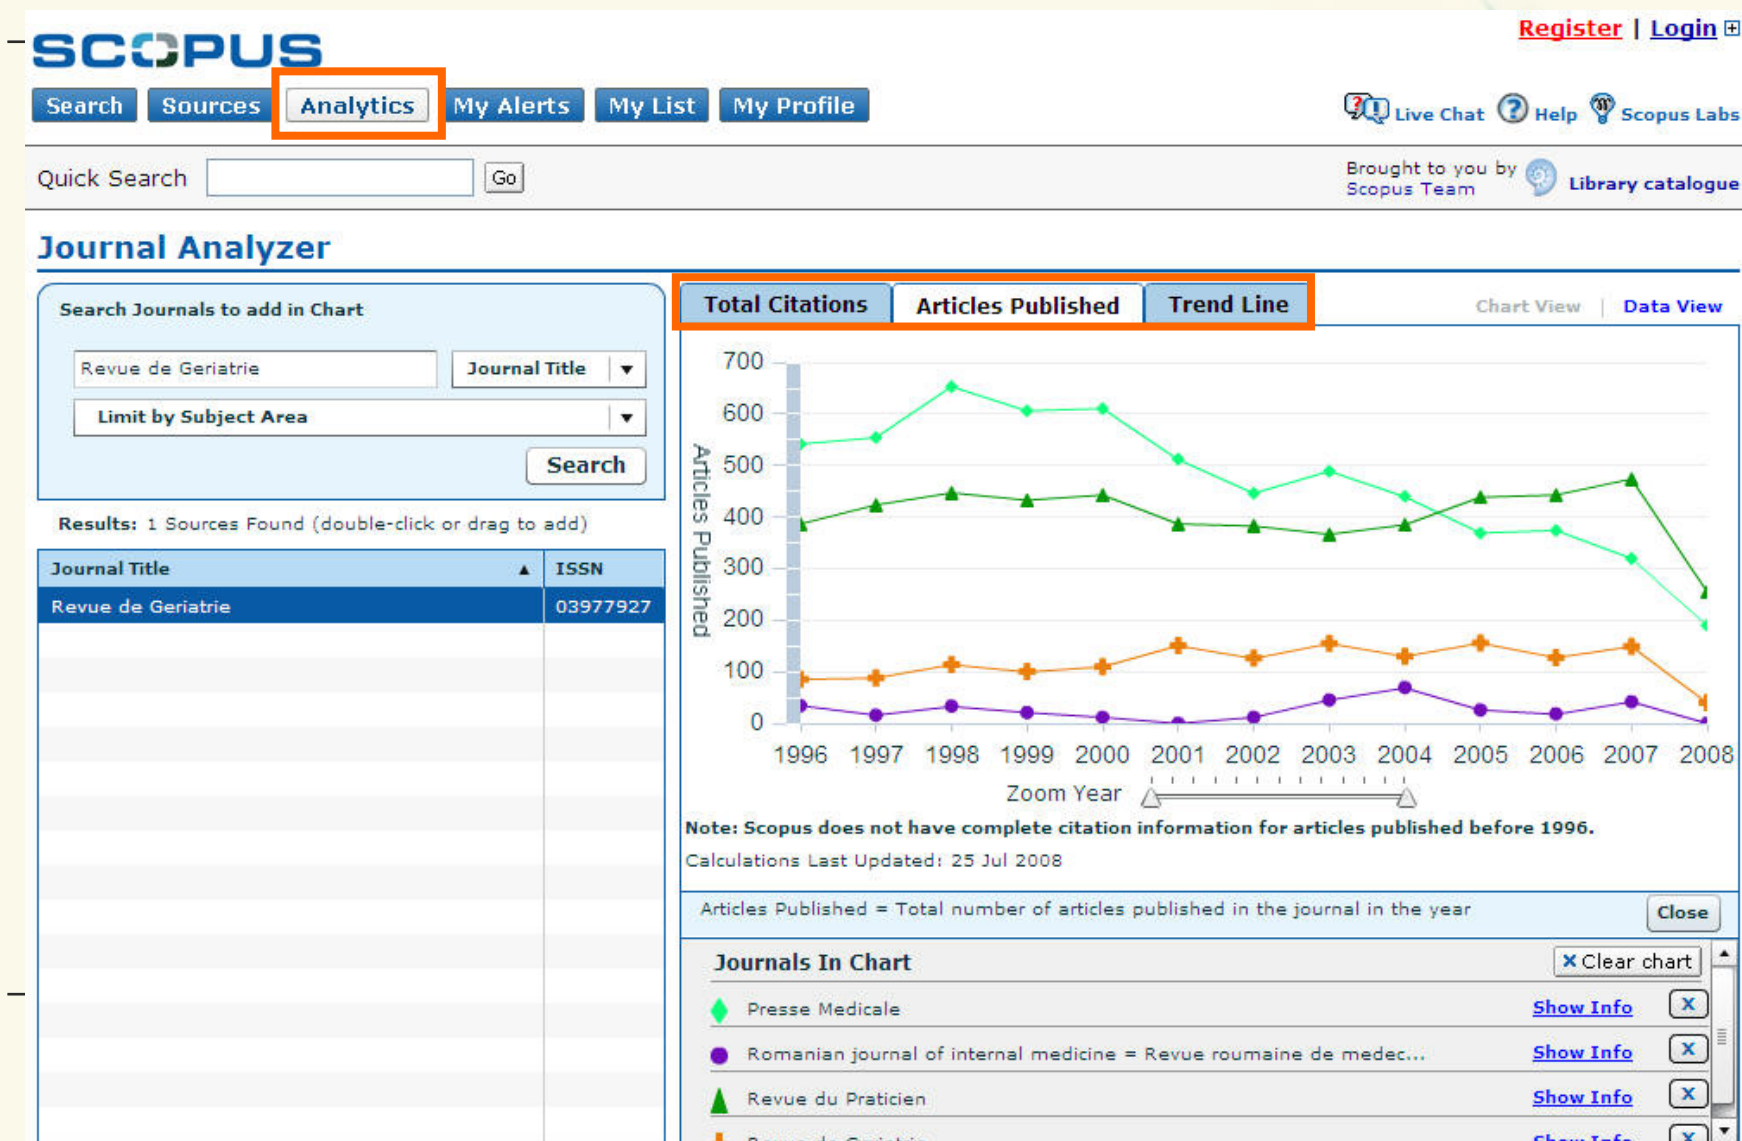 Register | Login
SCOPUS
Search Sources Analytics My Alerts My List My Profile
Live Chat Help Scopus Labs
Quick Search Go
Brought to you by
Scopus Team
Library catalogue
Journal Analyzer
Search Journals to add in Chart
Revue de Geriatrie Journal Title
Limit by Subject Area
Search
Results: 1 Sources Found (double-click or drag to add)
Journal Title ISSN
Revue de Geriatrie 03977927
Total Citations Articles Published Trend Line Chart View | Data View
Articles Published
700
600
500
400
300
200
100
0
1996 1997 1998 1999 2000 2001 2002 2003 2004 2005 2006 2007 2008
Zoom Year
Note: Scopus does not have complete citation information for articles published before 1996.
Calculations Last Updated: 25 Jul 2008
Articles Published = Total number of articles published in the journal in the year Close
Journals In Chart x Clear chart
Presse Medicale Show Info X
Romanian journal of internal medicine = Revue roumaine de medec... Show Info X
Revue du Praticien Show Info X
Revue de Geriatrie Show Info X